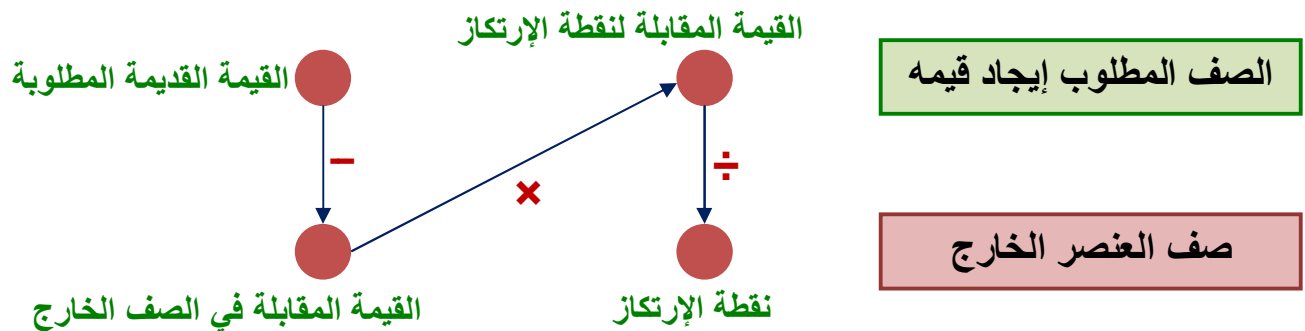 القيمة المقابلة لنقطة الإرتكاز
الصف المطلوب إيجاد قيمه
القيمة القديمة المطلوبة
−
×
÷
صف العنصر الخارج
نقطة الإرتكاز
القيمة المقابلة في الصف الخارج